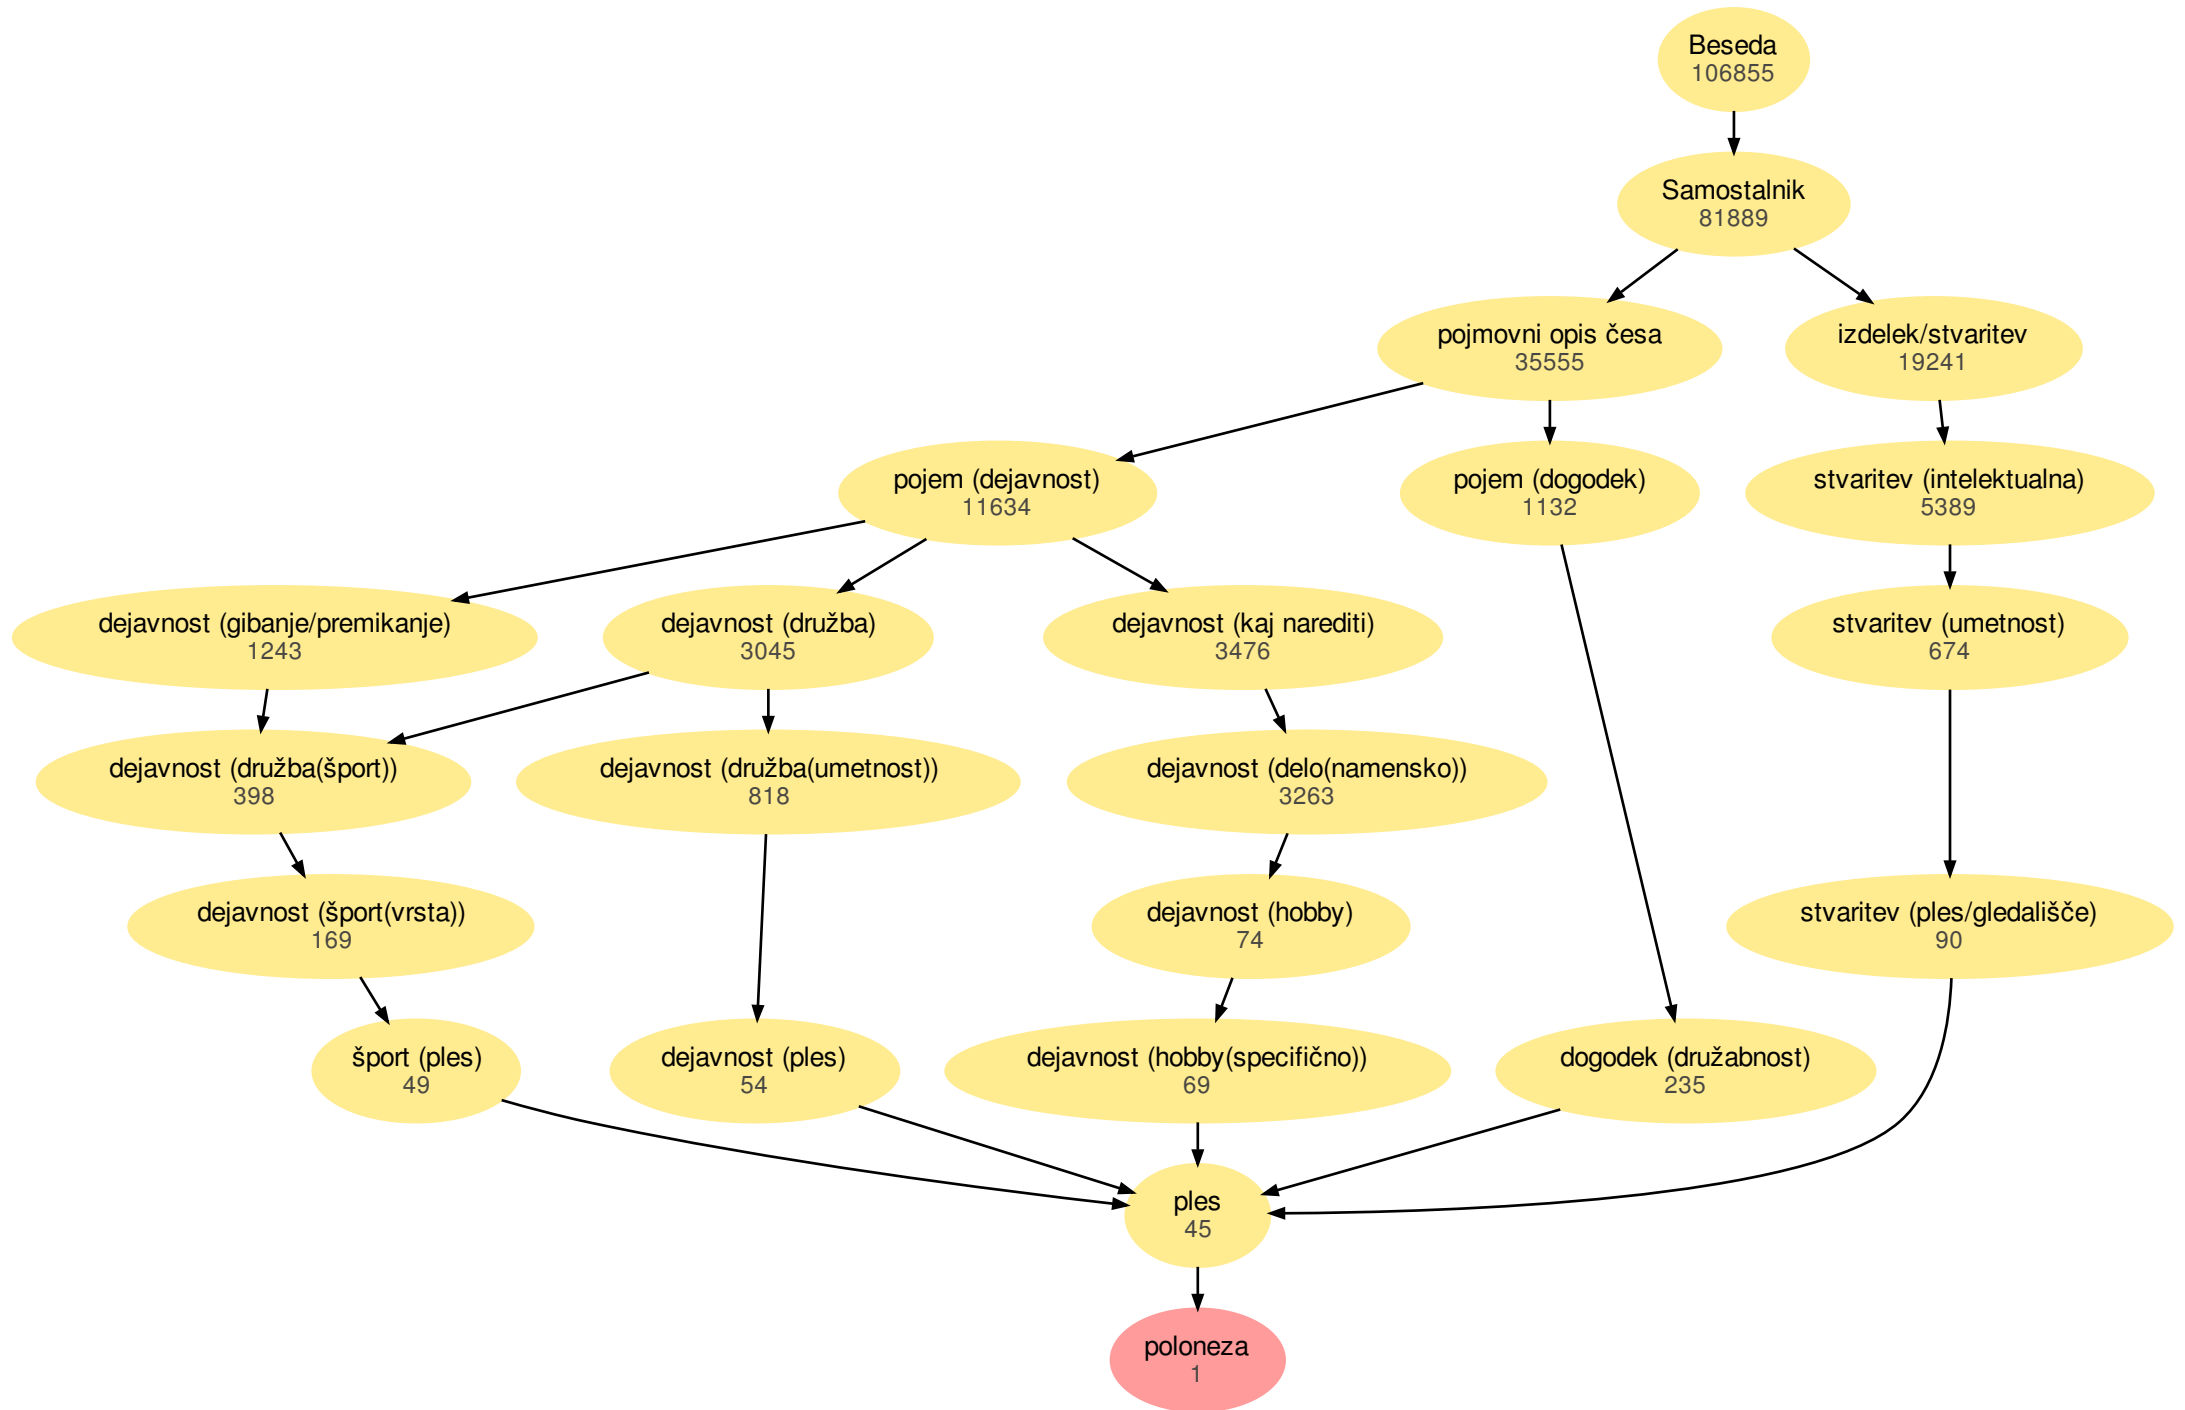 Beseda
106855
Samostalnik
81889
pojmovni opis česa
35555
izdelek/stvaritev
19241
pojem (dejavnost)
11634
pojem (dogodek)
1132
stvaritev (intelektualna)
5389
dejavnost (gibanje/premikanje)
1243
dejavnost (družba)
3045
dejavnost (kaj narediti)
3476
stvaritev (umetnost)
674
dejavnost (družba(šport))
398
dejavnost (družba(umetnost))
818
dejavnost (delo(namensko))
3263
dejavnost (šport(vrsta))
169
dejavnost (hobby)
74
stvaritev (ples/gledališče)
90
šport (ples)
49
dejavnost (ples)
54
dejavnost (hobby(specifično))
69
dogodek (družabnost)
235
ples
45
poloneza
1